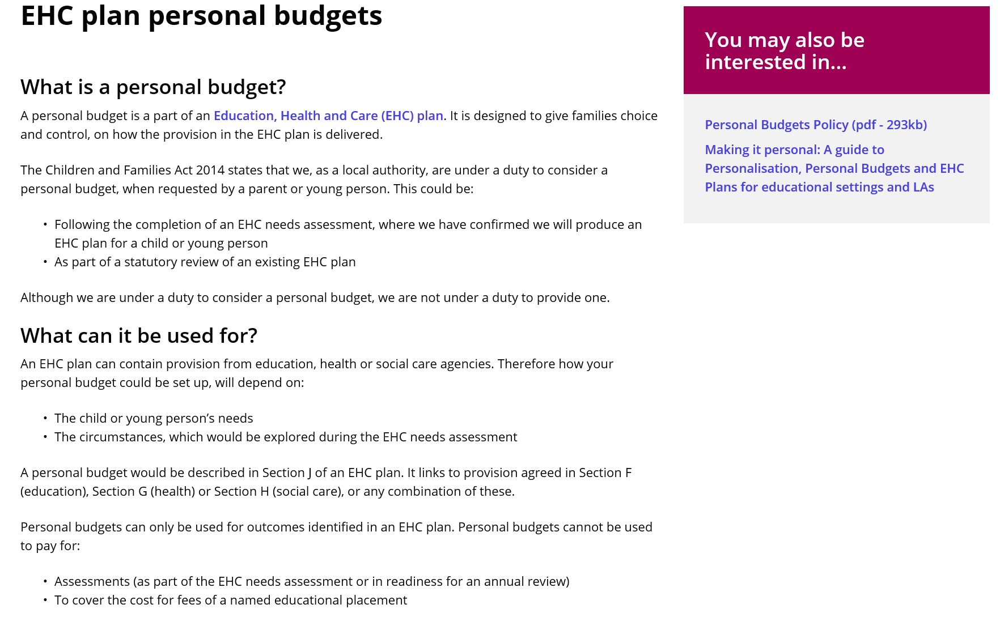 EHC plan personal budgets
What is a personal budget?
A personal budget is a part of an Education, Health and Care (EHC) plan. It is designed to give families choice
and control, on how the provision in the EHC plan is delivered.
The Children and Families Act 2014 states that we, as a local authority, are under a duty to consider a
personal budget, when requested by a parent or young person. This could be:
• Following the completion of an EHC needs assessment, where we have confirmed we will produce an
EHC plan for a child or young person
• As part of a statutory review of an existing EHC plan
Although we are under a duty to consider a personal budget, we are not under a duty to provide one.
What can it be used for?
An EHC plan can contain provision from education, health or social care agencies. Therefore how your
personal budget could be set up, will depend on:
• The child or young person’s needs
• The circumstances, which would be explored during the EHC needs assessment
A personal budget would be described in Section J of an EHC plan. It links to provision agreed in Section F
(education), Section G (health) or Section H (social care), or any combination of these.
Personal budgets can only be used for outcomes identified in an EHC plan. Personal budgets cannot be used
to pay for:
• Assessments (as part of the EHC needs assessment or in readiness for an annual review)
• To cover the cost for fees of a named educational placement
You may also be
interested in...
Personal Budgets Policy (pdf - 293kb)
Making it personal: A guide to
Personalisation, Personal Budgets and EHC
Plans for educational settings and LAs